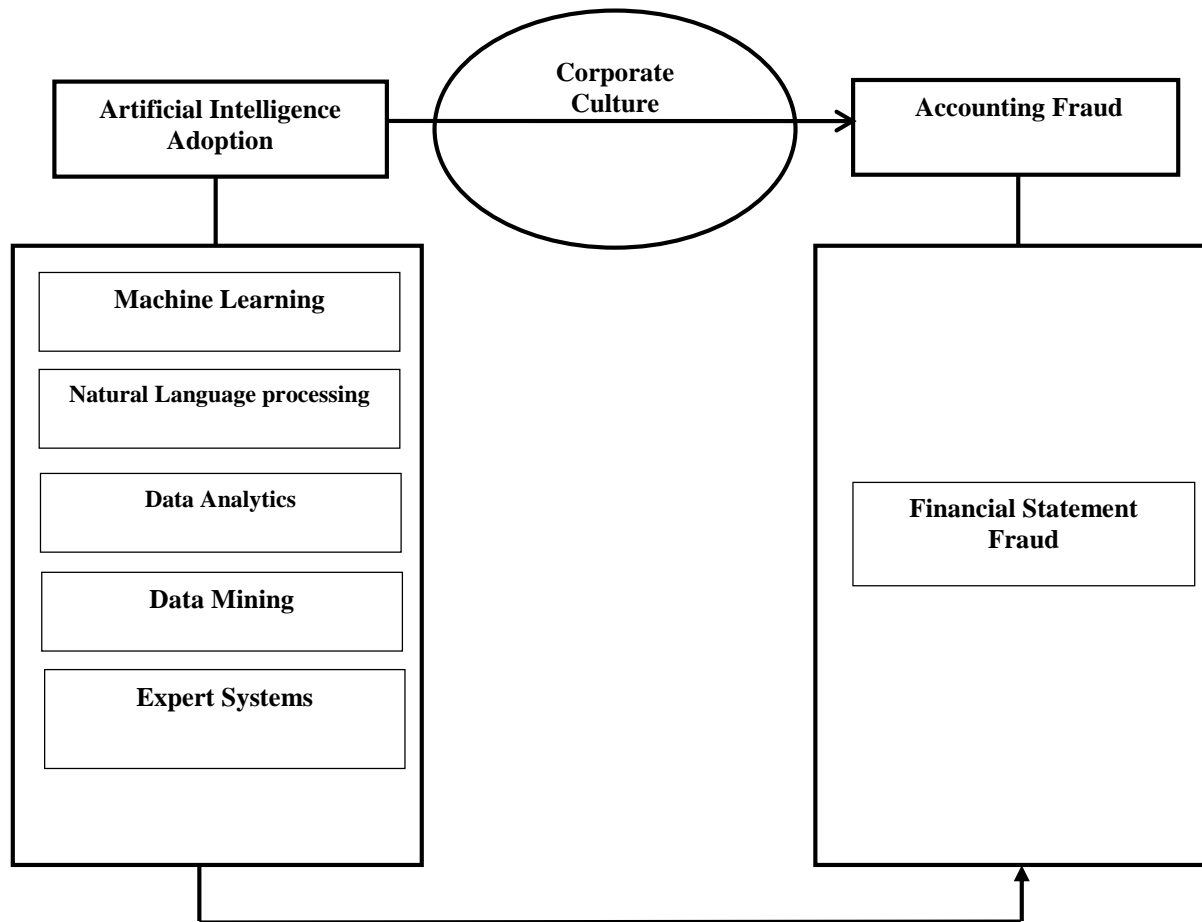 Corporate
Culture
Artificial Intelligence
Adoption
Accounting Fraud
Machine Learning
Natural Language processing
Data Analytics
Data Mining
Expert Systems
Financial Statement
Fraud